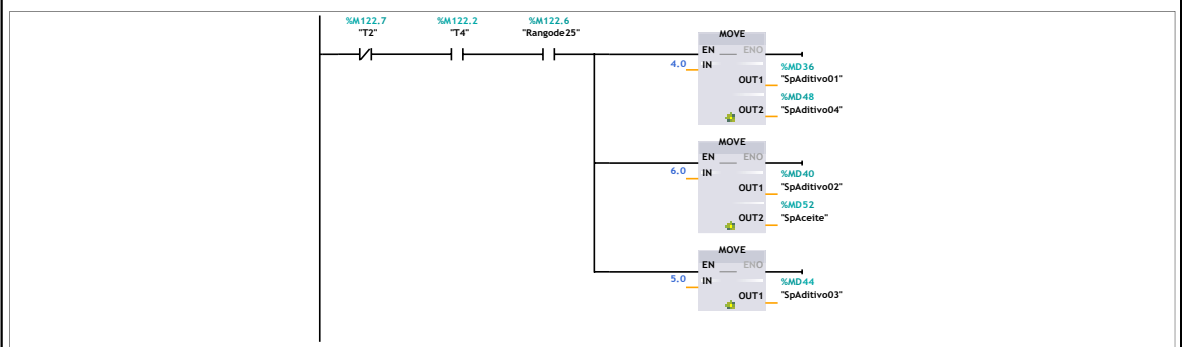 %M122.7 %M122.2 %M122.6
"T2" "T4" "Rangode25"
MOVE
EN ENO
4.0 IN
%MD36
OUT1 "SpAditivo01"
%MD48
OUT2 "SpAditivo04"
MOVE
EN ENO
6.0 IN
%MD40
OUT1 "SpAditivo02"
%MD52
OUT2 "SpAceite"
MOVE
EN ENO
5.0 IN
%MD44
OUT1 "SpAditivo03"